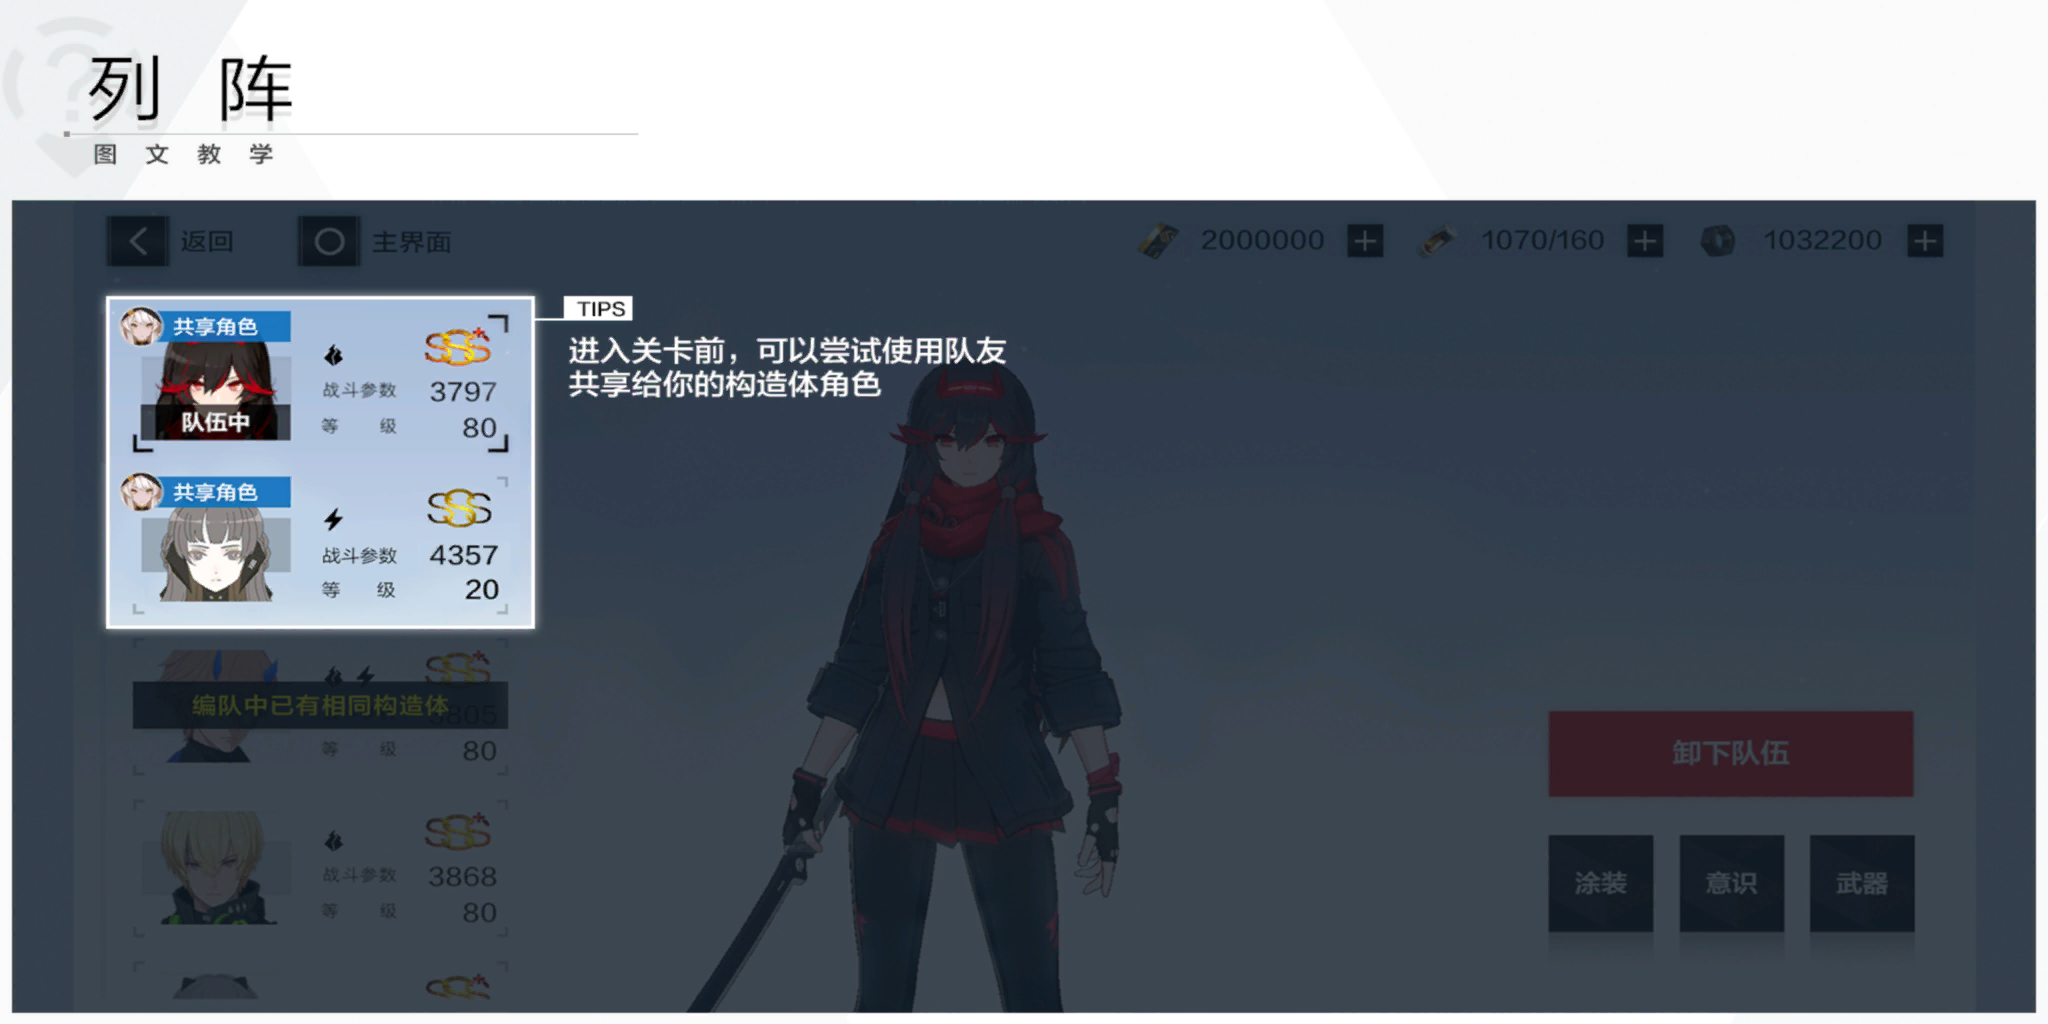 列阵
图文教学
返回
主界面
2000000
1070/160
1032200
共享角色
队伍中
SSS+
战斗参数 3797
等级 80
TIPS
进入关卡前，可以尝试使用队友
共享给你的构造体角色
共享角色
SSS
战斗参数 4357
等级 20
SSS+
编队中已有相同构造体
3805
等级 80
SSS+
战斗参数 3868
等级 80
卸下队伍
涂装
意识
武器